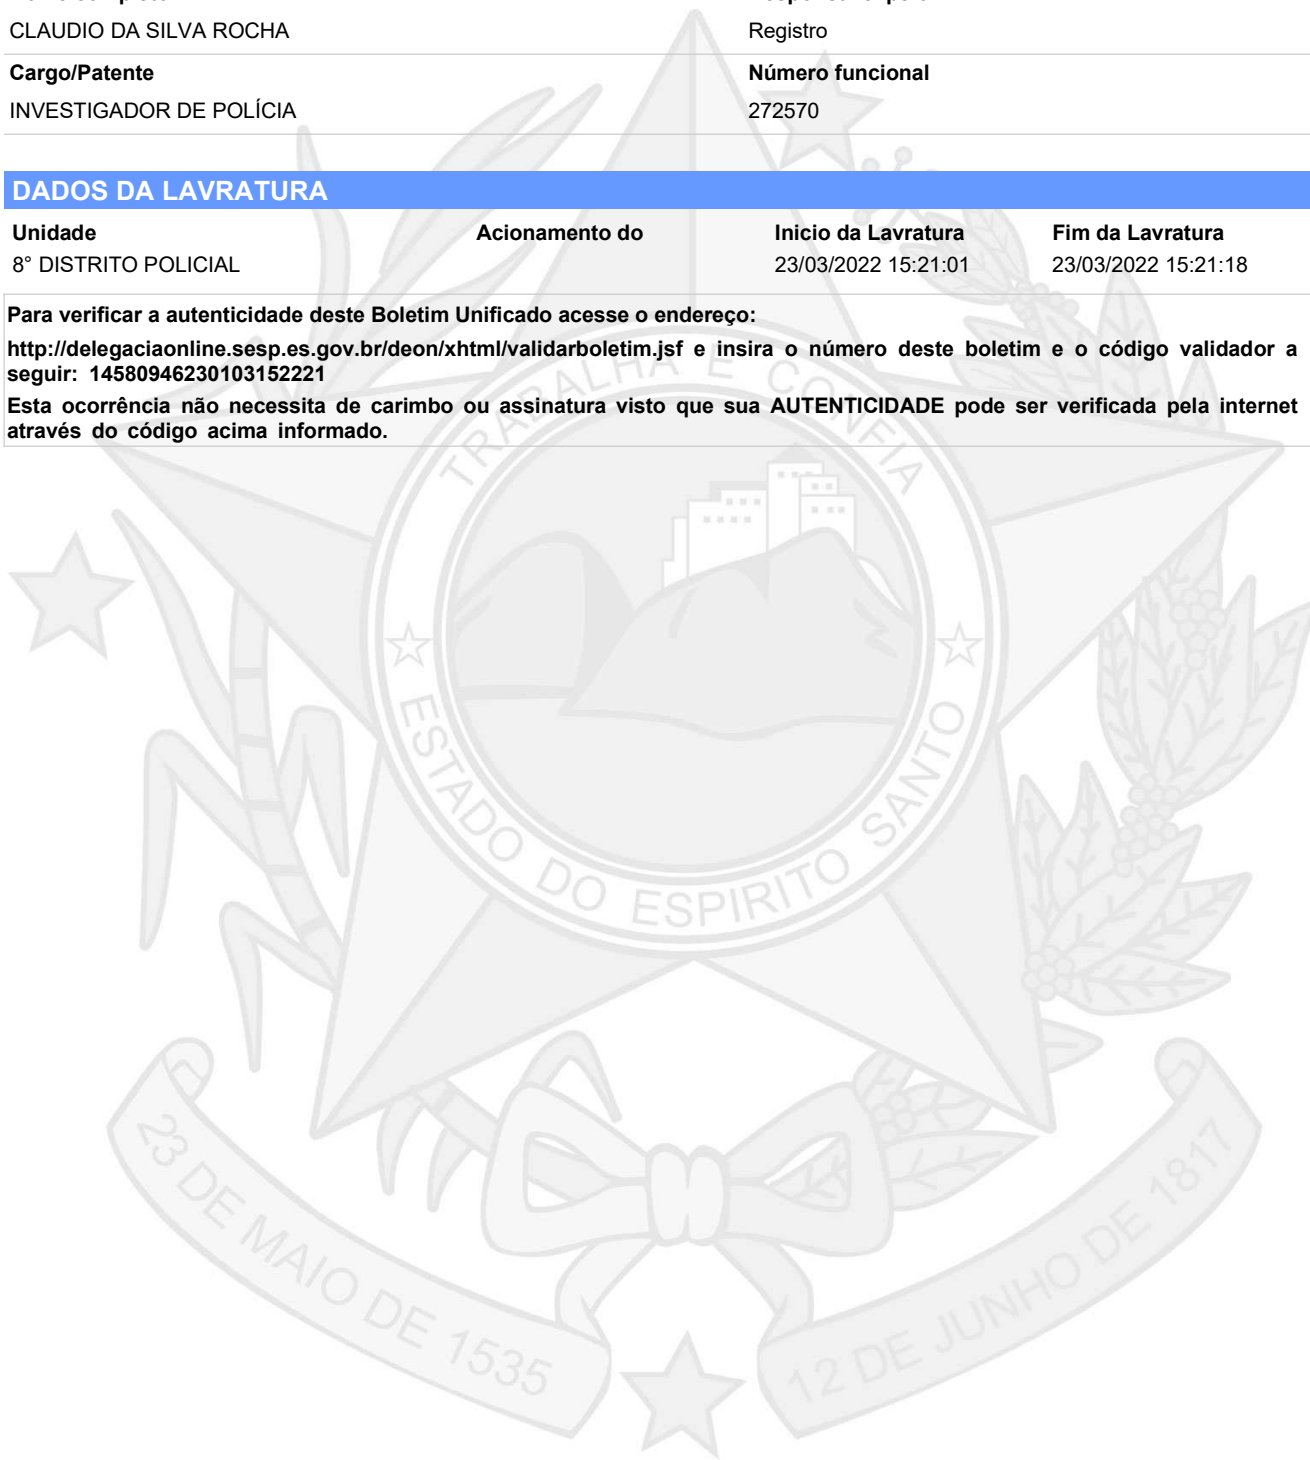 CLAUDIO DA SILVA ROCHA Registro
Cargo/Patente Número funcional
INVESTIGADOR DE POLÍCIA 272570
DADOS DA LAVRATURA
Unidade Acionamento do Inicio da Lavratura Fim da Lavratura
8° DISTRITO POLICIAL 23/03/2022 15:21:01 23/03/2022 15:21:18
Para verificar a autenticidade deste Boletim Unificado acesse o endereço:
http://delegaciaonline.sesp.es.gov.br/deon/xhtml/validarboletim.jsf e insira o número deste boletim e o código validador a
seguir: 14580946230103152221
Esta ocorrência não necessita de carimbo ou assinatura visto que sua AUTENTICIDADE pode ser verificada pela internet
através do código acima informado.
TRABALHA E CONFIA
ESTADO DO ESPIRITO SANTO
23 DE MAIO DE 1535
12 DE JUNHO DE 1817